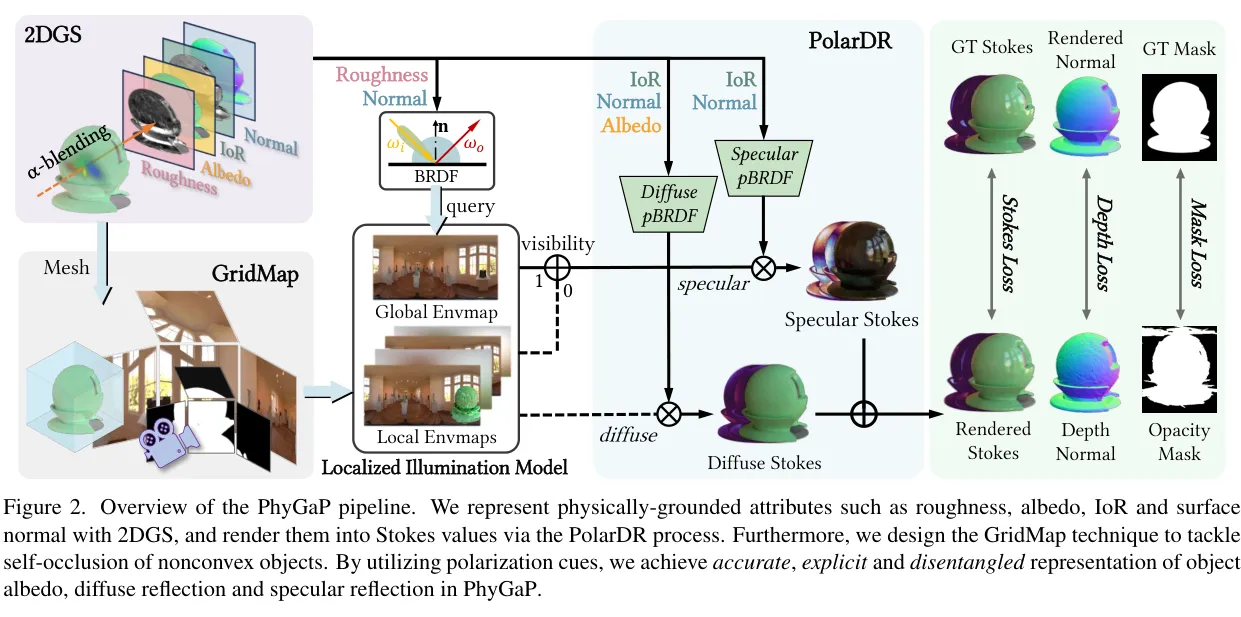 2DGS
α-blending
Roughness
Albedo
IoR
Normal
Mesh
GridMap
Roughness
Normal
n
ωi
ωo
BRDF
query
Global Envmap
Local Envmaps
Localized Illumination Model
visibility
1
0
PolarDR
IoR
Normal
Albedo
IoR
Normal
Diffuse
pBRDF
Specular
pBRDF
specular
diffuse
Specular Stokes
Diffuse Stokes
GT Stokes
Rendered
Normal
GT Mask
Stokes Loss
Depth Loss
Mask Loss
Rendered
Stokes
Depth
Normal
Opacity
Mask
Figure 2. Overview of the PhyGaP pipeline. We represent physically-grounded attributes such as roughness, albedo, IoR and surface
normal with 2DGS, and render them into Stokes values via the PolarDR process. Furthermore, we design the GridMap technique to tackle
self-occlusion of nonconvex objects. By utilizing polarization cues, we achieve accurate, explicit and disentangled representation of object
albedo, diffuse reflection and specular reflection in PhyGaP.